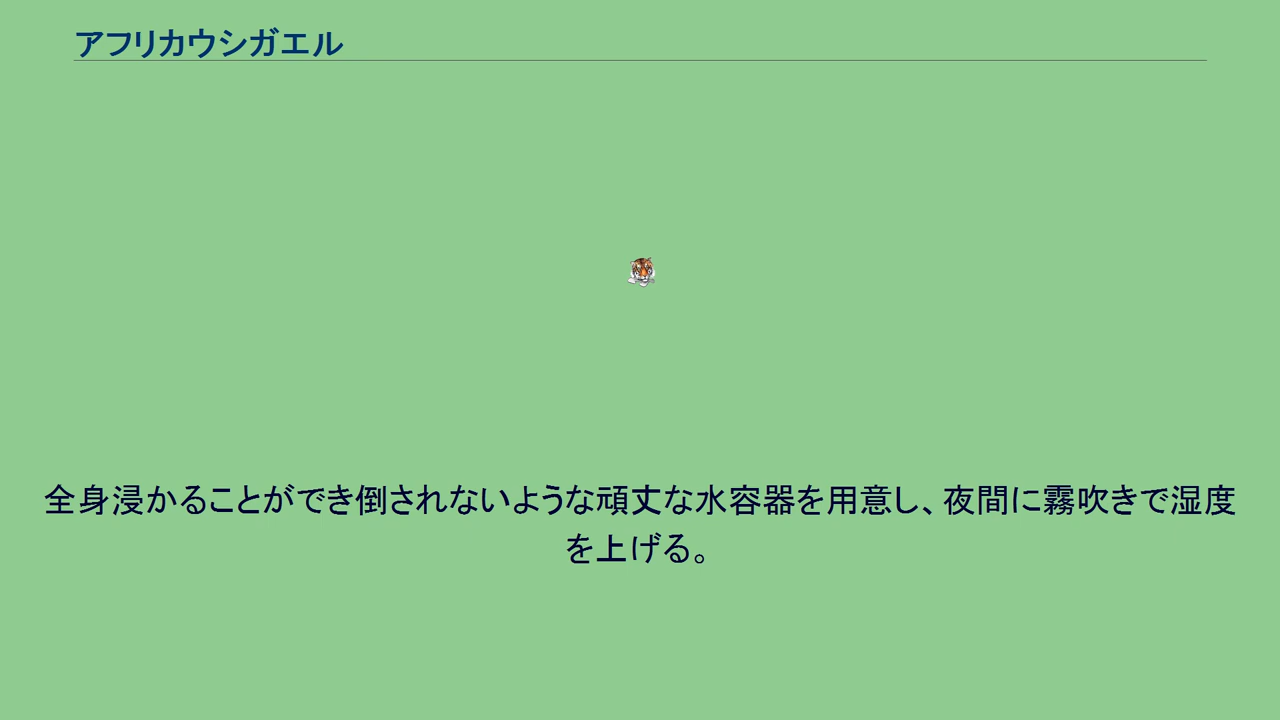 アフリカウシガエル
全身浸かることができ倒されないような頑丈な水容器を用意し、夜間に霧吹きで湿度
を上げる。